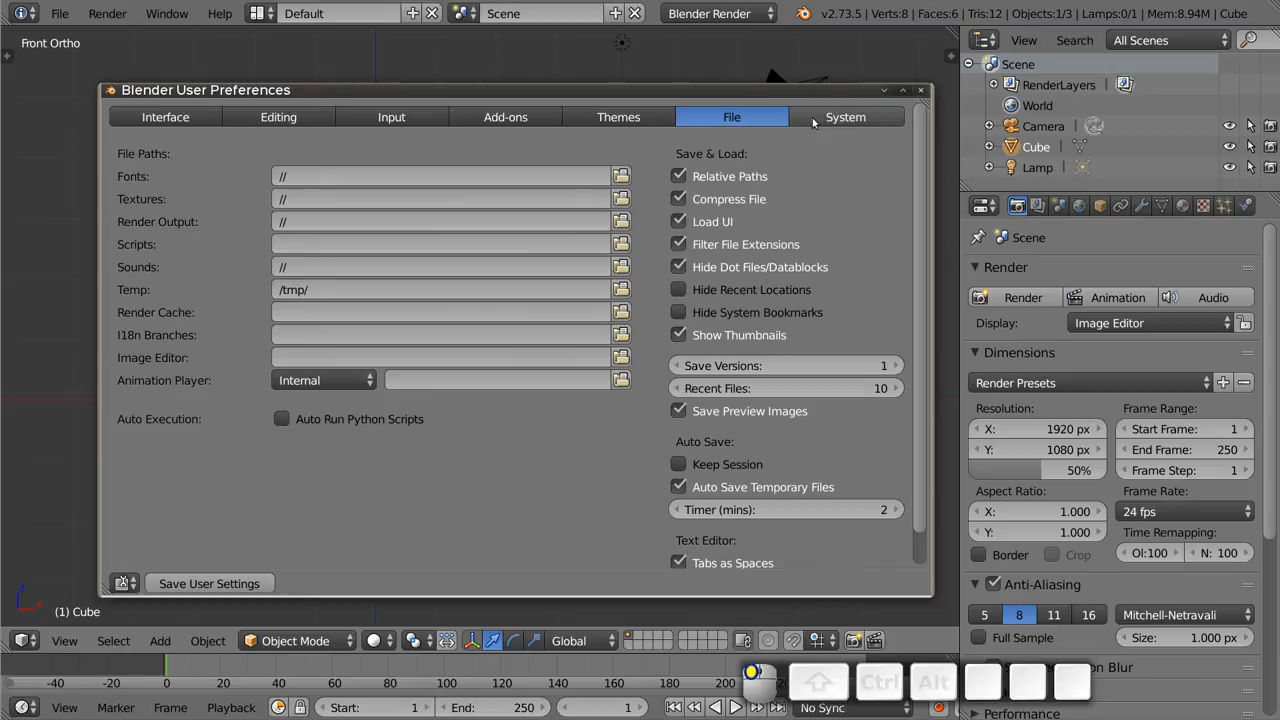 File Render Window Help Default Scene Blender Render v2.73.5 | Verts:8 | Faces:6 | Tris:12 | Objects:1/3 | Lamps:0/1 | Mem:8.94M | Cube
Front Ortho
View Search All Scenes
Scene
RenderLayers
World
Camera
Cube
Lamp
Blender User Preferences
Interface Editing Input Add-ons Themes File System
File Paths:
Fonts: //
Textures: //
Render Output: //
Scripts:
Sounds: //
Temp: /tmp/
Render Cache:
I18n Branches:
Image Editor:
Animation Player: Internal
Auto Execution: Auto Run Python Scripts
Save & Load:
Relative Paths
Compress File
Load UI
Filter File Extensions
Hide Dot Files/Datablocks
Hide Recent Locations
Hide System Bookmarks
Show Thumbnails
Save Versions: 1
Recent Files: 10
Save Preview Images
Auto Save:
Keep Session
Auto Save Temporary Files
Timer (mins): 2
Text Editor:
Tabs as Spaces
Save User Settings
Scene
Render
Render Animation Audio
Display: Image Editor
Dimensions
Render Presets
Resolution: Frame Range:
X: 1920 px Start Frame: 1
Y: 1080 px End Frame: 250
50% Frame Step: 1
Aspect Ratio: Frame Rate:
X: 1.000 24 fps
Y: 1.000 Time Remapping:
Border Crop Ol:100 N: 100
Anti-Aliasing
5 8 11 16 Mitchell-Netravali
Full Sample Size: 1.000 px
Blur
Performance
z x
(1) Cube
View Select Add Object Object Mode Global
-40 -20 0 20 40 60 80 100 120 140 160 180 200
Ctrl Alt
View Marker Frame Playback Start: 1 End: 250 1 No Sync